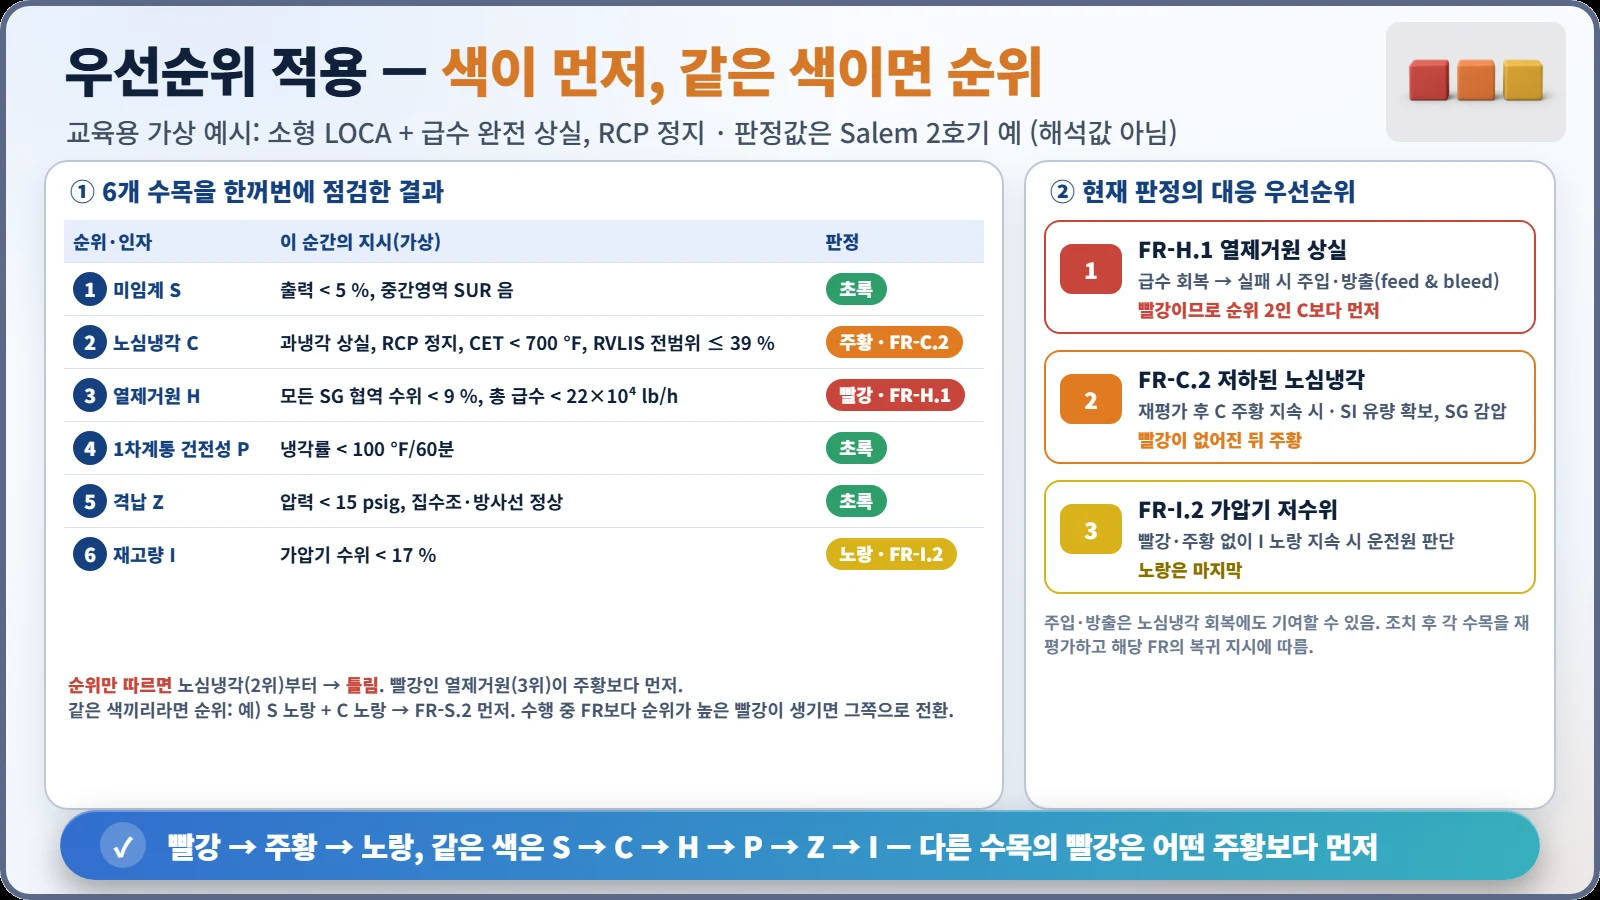 우선순위 적용 — 색이 먼저, 같은 색이면 순위
교육용 가상 예시: 소형 LOCA + 급수 완전 상실, RCP 정지 · 판정값은 Salem 2호기 예 (해석값 아님)
① 6개 수목을 한꺼번에 점검한 결과
순위·인자 이 순간의 지시(가상) 판정
1 미임계 S 출력 < 5 %, 중간영역 SUR 음 초록
2 노심냉각 C 과냉각 상실, RCP 정지, CET < 700 °F, RVLIS 전범위 ≤ 39 % 주황 · FR-C.2
3 열제거원 H 모든 SG 협역 수위 < 9 %, 총 급수 < 22×10⁴ lb/h 빨강 · FR-H.1
4 1차계통 건전성 P 냉각률 < 100 °F/60분 초록
5 격납 Z 압력 < 15 psig, 집수조·방사선 정상 초록
6 재고량 I 가압기 수위 < 17 % 노랑 · FR-I.2
순위만 따르면 노심냉각(2위)부터 → 틀림. 빨강인 열제거원(3위)이 주황보다 먼저.
같은 색끼리라면 순위: 예) S 노랑 + C 노랑 → FR-S.2 먼저. 수행 중 FR보다 순위가 높은 빨강이 생기면 그쪽으로 전환.
② 현재 판정의 대응 우선순위
1 FR-H.1 열제거원 상실
급수 회복 → 실패 시 주입·방출(feed & bleed)
빨강이므로 순위 2인 C보다 먼저
2 FR-C.2 저하된 노심냉각
재평가 후 C 주황 지속 시 · SI 유량 확보, SG 감압
빨강이 없어진 뒤 주황
3 FR-I.2 가압기 저수위
빨강·주황 없이 I 노랑 지속 시 운전원 판단
노랑은 마지막
주입·방출은 노심냉각 회복에도 기여할 수 있음. 조치 후 각 수목을 재
평가하고 해당 FR의 복귀 지시에 따름.
✓ 빨강 → 주황 → 노랑, 같은 색은 S → C → H → P → Z → I — 다른 수목의 빨강은 어떤 주황보다 먼저